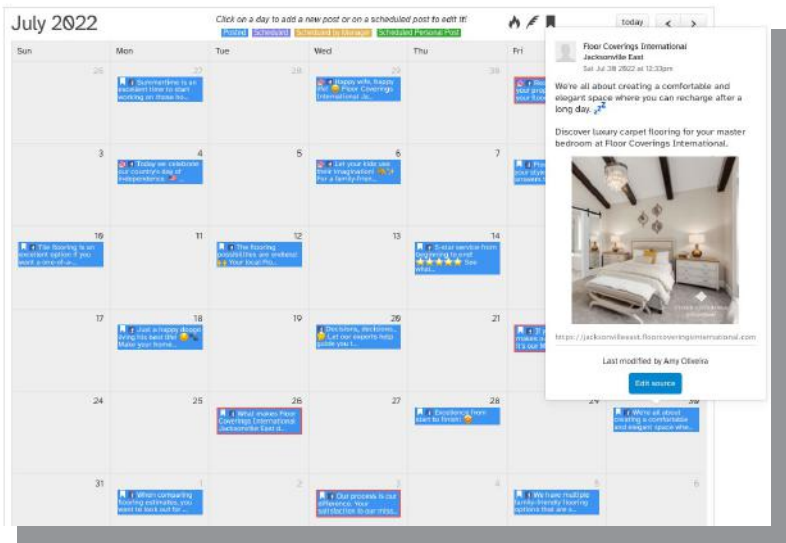 July 2022
Click on a day to add a new post or on a scheduled post to edit it!
Posted Scheduled Scheduled by Manager Scheduled Personal Post
today < >
Sun Mon Tue Wed Thu Fri
26 27 28 29 30
Summertime is an
excellent time to start
working on those ho...
Happy wife, happy
life! Floor Coverings
International Ja...
3 4 5 6 7
Today we celebrate
our country's day of
independence. ...
Let your kids use
their imagination!
For a family-frien...
10 11 12 13 14
Tile flooring is an
excellent option if you
want a one-of-a-...
The flooring
possibilities are endless!
Your local Flo...
5-star service from
beginning to end!
See
what...
17 18 19 20 21
Just a happy doggo
living his best life!
Make your home...
Decisions, decisions...
Let our experts help
guide you t...
24 25 26 27 28 29 30
What makes Floor
Coverings International
Jacksonville East d...
Excellence from
start to finish!
We're all about
creating a comfortable
and elegant space whe...
31 1 2 3 4 5 6
When comparing
flooring estimates, you
want to look out for ...
Our process is our
difference. Your
satisfaction is our miss...
We have multiple
family-friendly flooring
options that are s...
Floor Coverings International
Jacksonville East
Sat Jul 30 2022 at 12:33pm
We're all about creating a comfortable and
elegant space where you can recharge after a
long day. 💤
Discover luxury carpet flooring for your master
bedroom at Floor Coverings International.
https://jacksonvilleeast.floorcoveringsinternational.com
Last modified by Amy Oliveira
Edit source